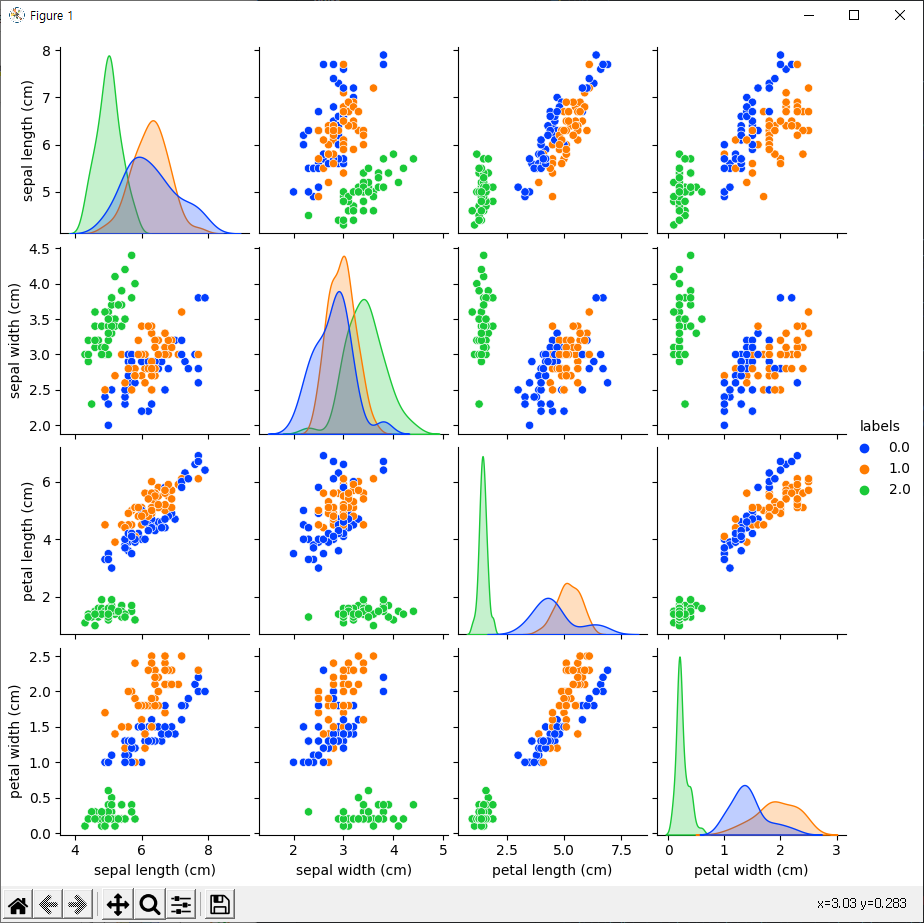 Figure 1
8
7
6
5
sepal length (cm)
4.5
4.0
3.5
3.0
2.5
2.0
sepal width (cm)
labels
0.0
1.0
2.0
6
4
2
petal length (cm)
2.5
2.0
1.5
1.0
0.5
0.0
petal width (cm)
4 6 8 2 3 4 5 2.5 5.0 7.5 0 1 2 3
sepal length (cm) sepal width (cm) petal length (cm) petal width (cm)
x=3.03 y=0.283